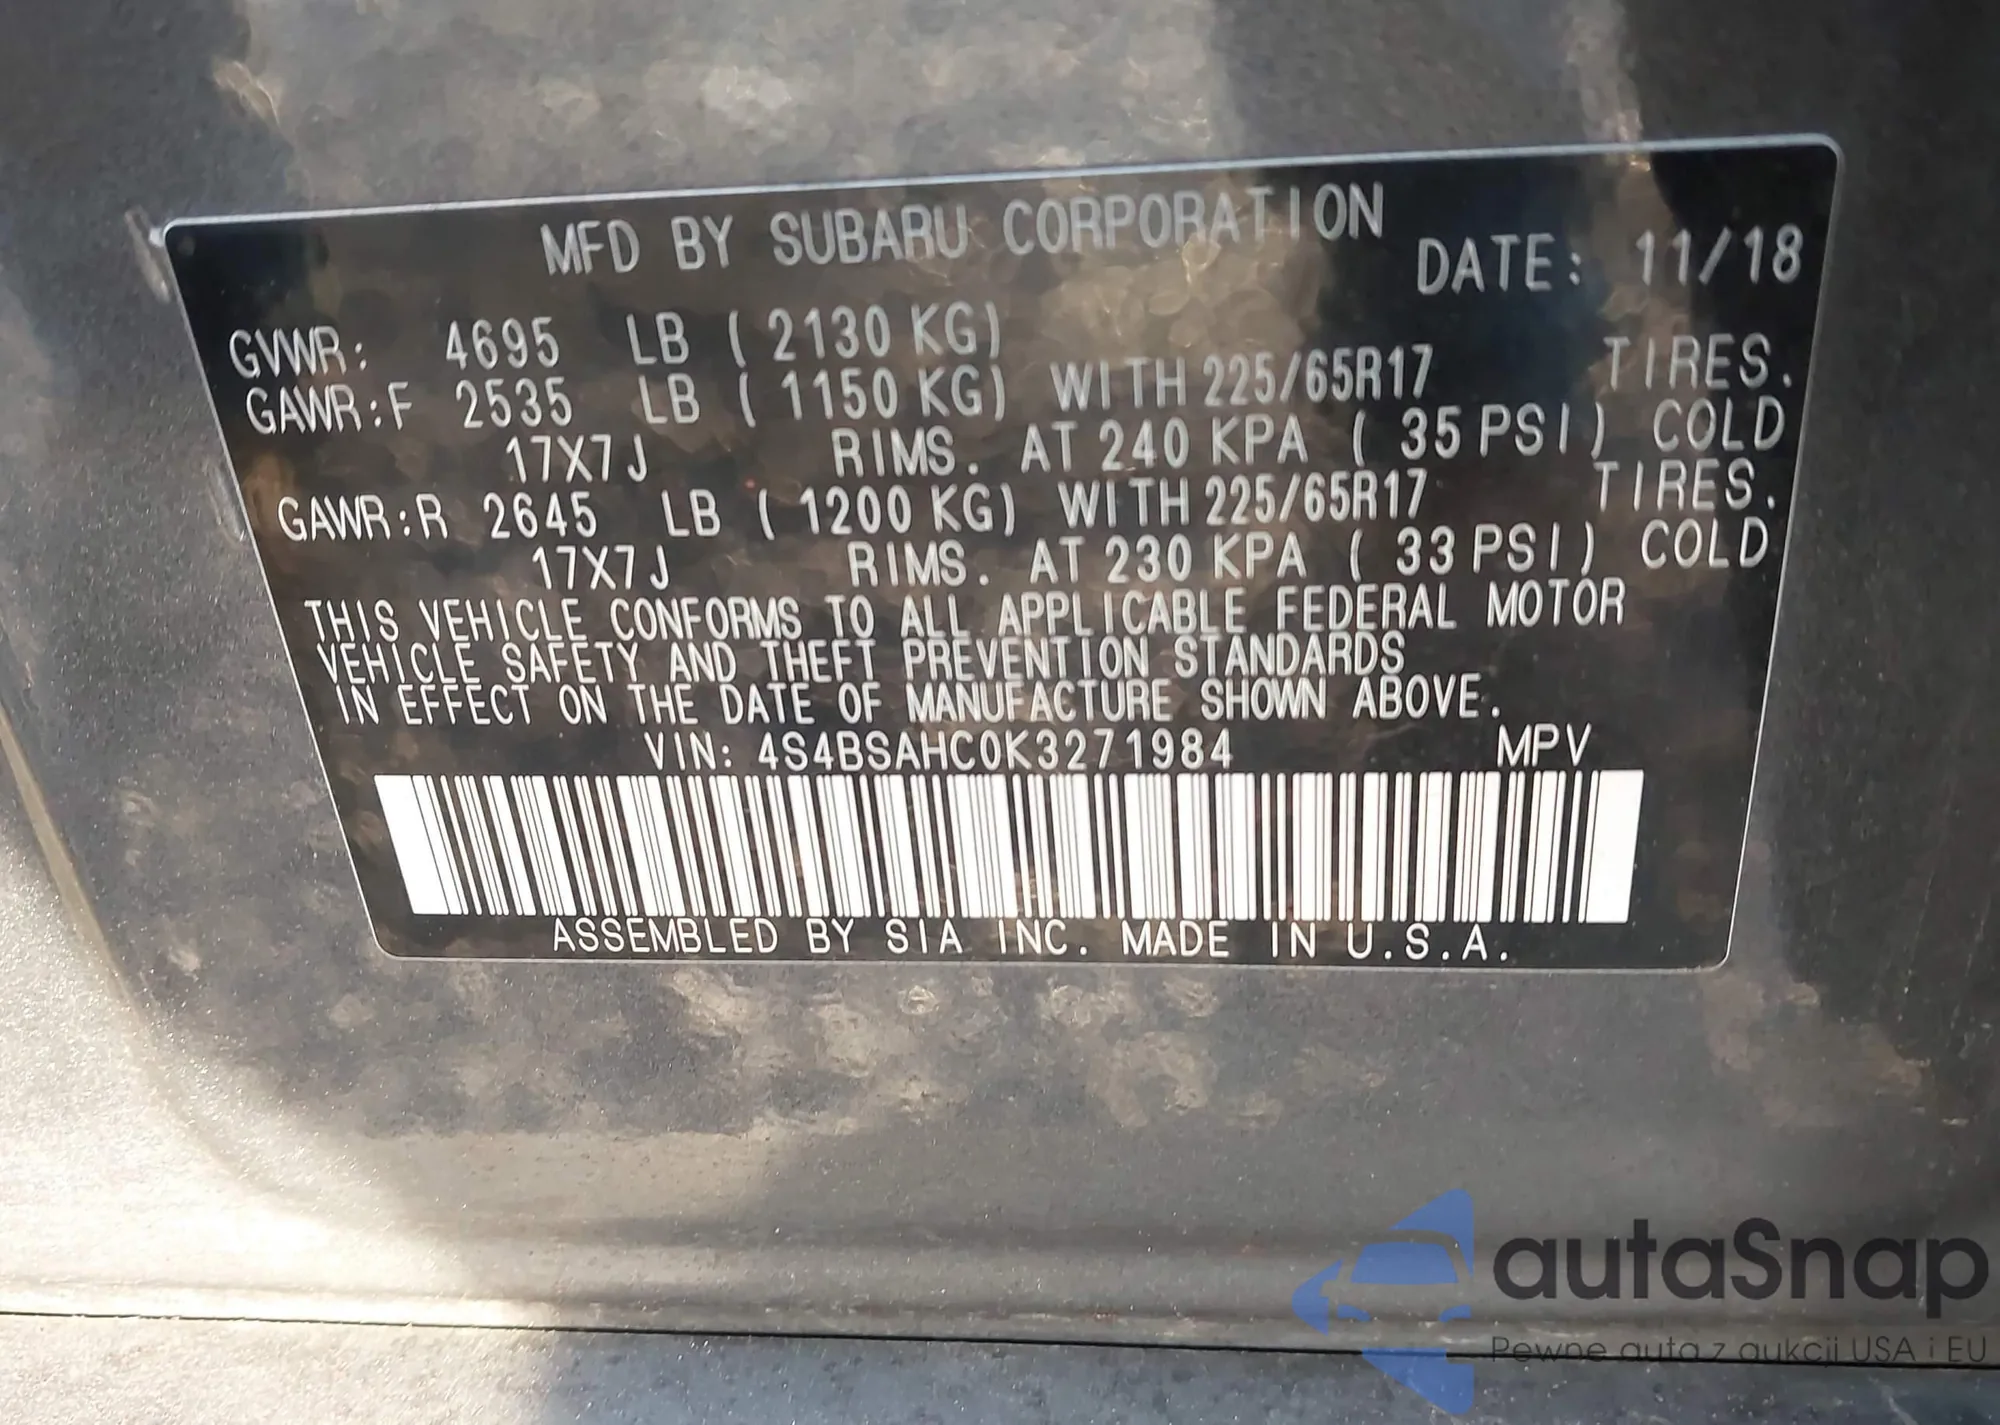 MFD BY SUBARU CORPORATION
DATE: 11/18
GVWR: 4695 LB ( 2130 KG)
GAWR:F 2535 LB ( 1150 KG) WITH 225/65R17 TIRES.
17X7J RIMS. AT 240 KPA ( 35 PSI) COLD
GAWR:R 2645 LB ( 1200 KG) WITH 225/65R17 TIRES.
17X7J RIMS. AT 230 KPA ( 33 PSI) COLD
THIS VEHICLE CONFORMS TO ALL APPLICABLE FEDERAL MOTOR
VEHICLE SAFETY AND THEFT PREVENTION STANDARDS
IN EFFECT ON THE DATE OF MANUFACTURE SHOWN ABOVE.
VIN: 4S4BSAHC0K3271984 MPV
ASSEMBLED BY SIA INC. MADE IN U.S.A.
autaSnap
Pewne auta z aukcji USA i EU